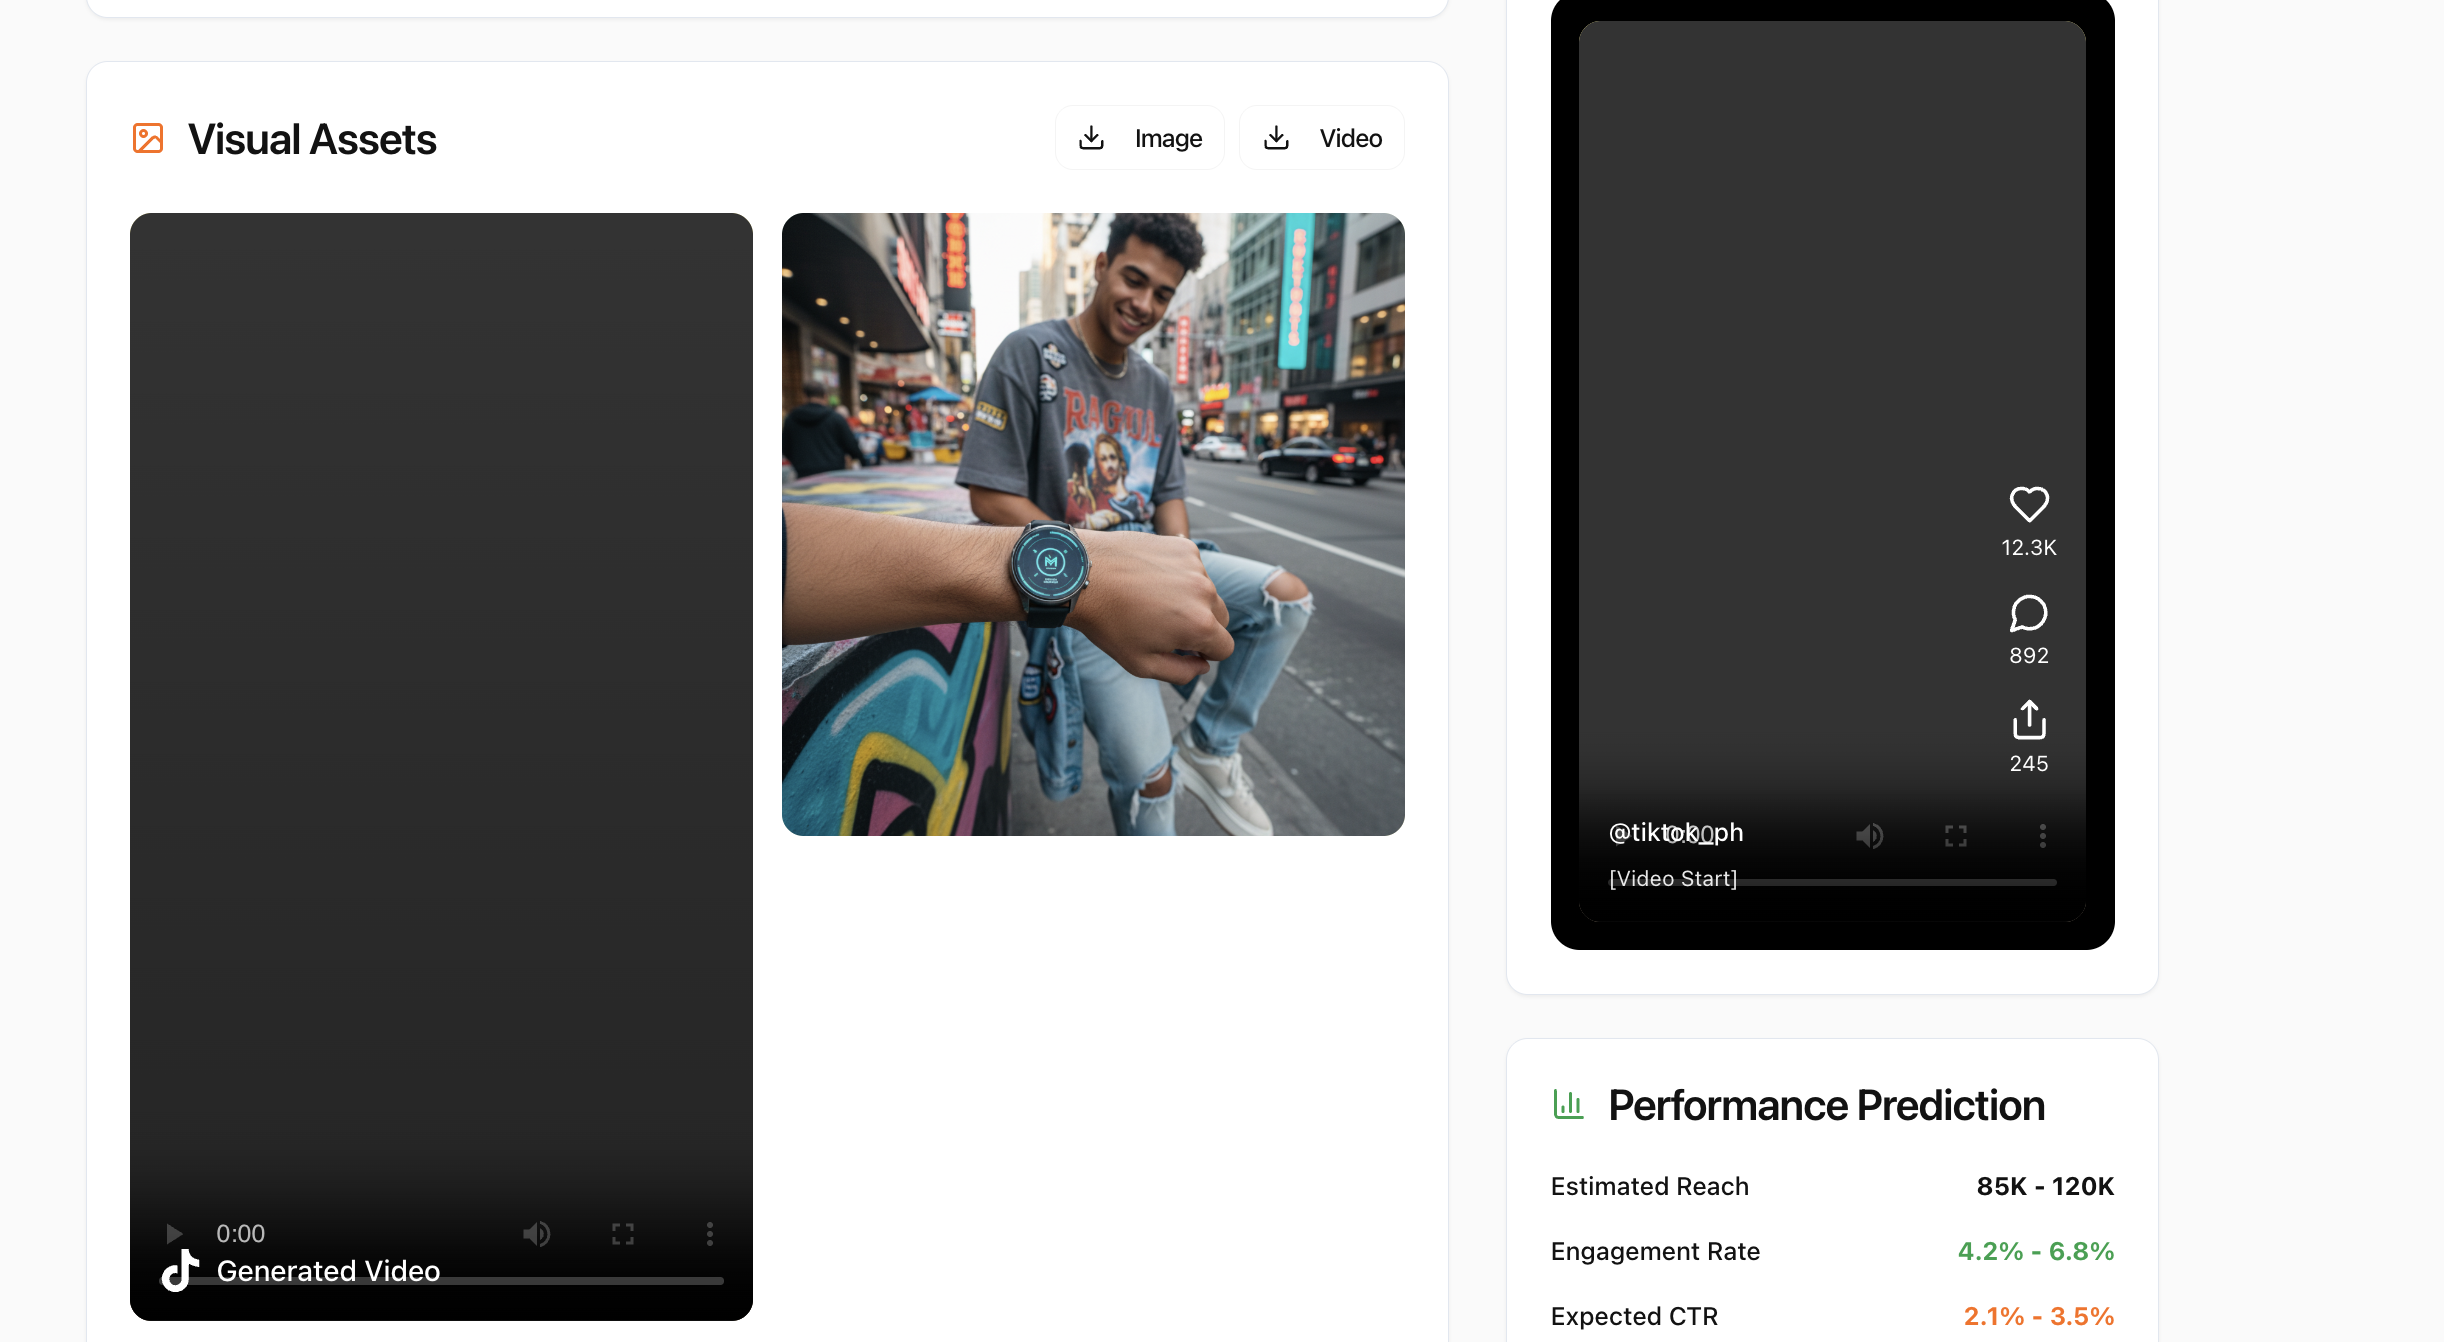 Visual Assets
Image
Video
RAGUUL
0:00
Generated Video
12.3K
892
245
@tiktok_ph
0:00
[Video Start]
Performance Prediction
Estimated Reach
85K - 120K
Engagement Rate
4.2% - 6.8%
Expected CTR
2.1% - 3.5%